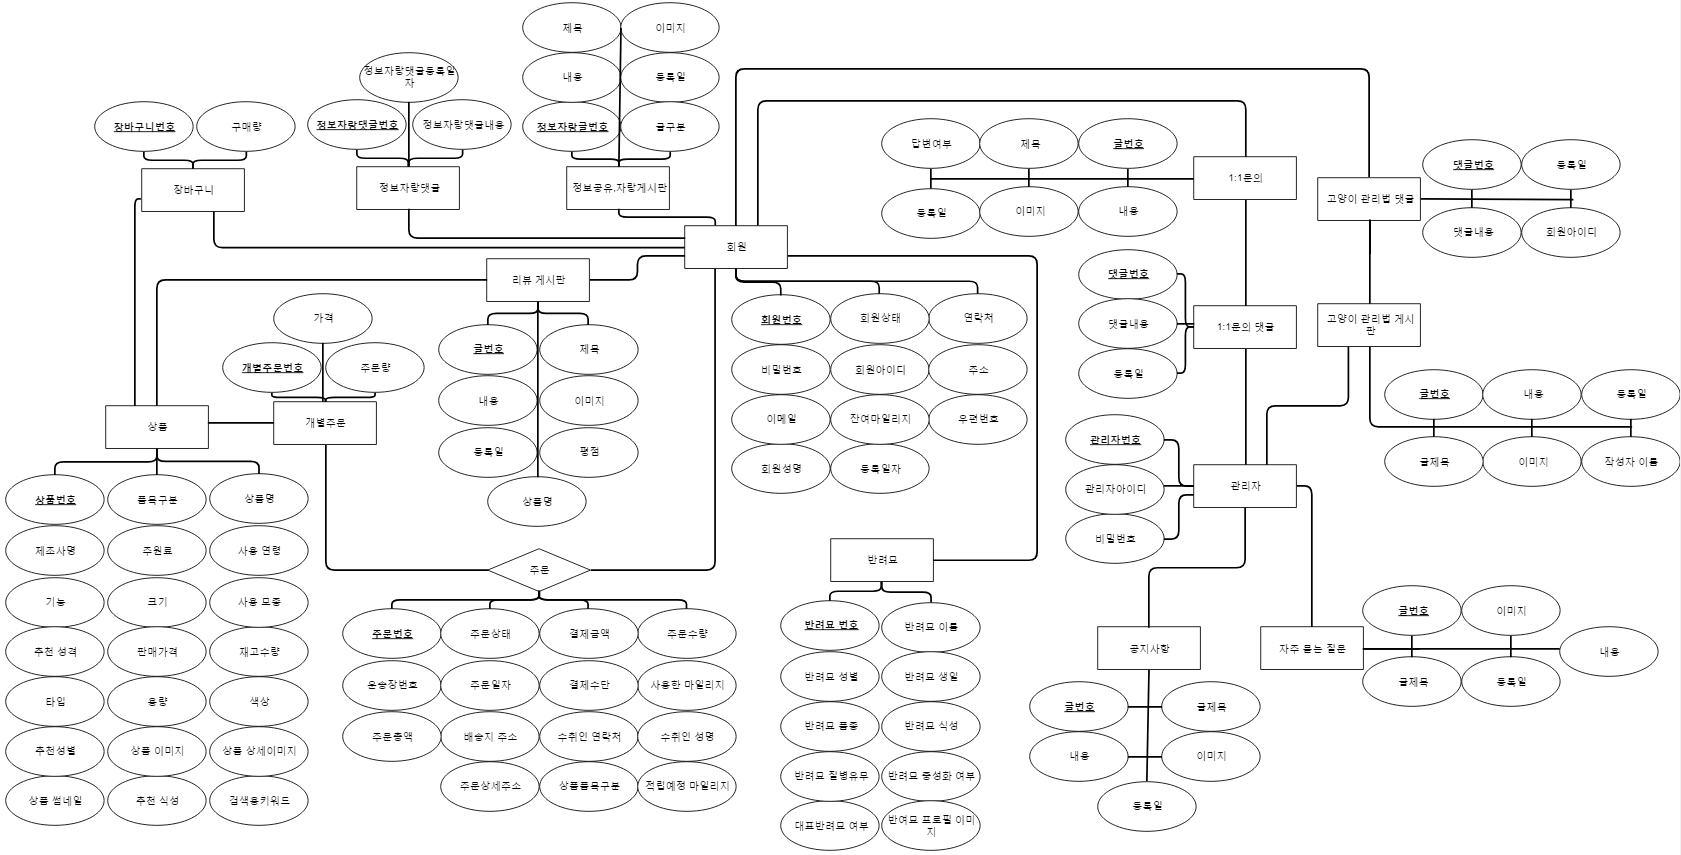 제목
이미지
내용
등록일
정보자랑글번호
글구분
정보자랑댓글등록일
자
정보자랑댓글번호
정보자랑댓글내용
장바구니번호
구매량
장바구니
정보자랑댓글
정보공유,자랑게시판
회원
답변여부
제목
글번호
등록일
이미지
내용
1:1문의
고양이 관리법 댓글
댓글번호
등록일
댓글내용
회원아이디
리뷰 게시판
글번호
제목
내용
이미지
등록일
평점
상품명
가격
개별주문번호
주문량
개별주문
상품
회원번호
회원상태
연락처
비밀번호
회원아이디
주소
이메일
잔여마일리지
우편번호
회원성명
등록일자
댓글번호
댓글내용
등록일
1:1문의 댓글
고양이 관리법 게시
판
글번호
내용
등록일
글제목
이미지
작성자 이름
관리자번호
관리자아이디
비밀번호
관리자
상품번호
품목구분
상품명
제조사명
주원료
사용 연령
기능
크기
사용 묘종
추천 성격
판매가격
재고수량
타입
용량
색상
추천성별
상품 이미지
상품 상세이미지
상품 썸네일
추천 식성
검색용키워드
주문
주문번호
주문상태
결제금액
주문수량
운송장번호
주문일자
결제수단
사용한 마일리지
주문총액
배송지 주소
수취인 연락처
수취인 성명
주문상세주소
상품품목구분
적립예정 마일리지
반려묘
반려묘 번호
반려묘 이름
반려묘 성별
반려묘 생일
반려묘 품종
반려묘 식성
반려묘 질병유무
반려묘 중성화 여부
대표반려묘 여부
반여묘 프로필 이미
지
공지사항
글번호
글제목
내용
이미지
등록일
자주 묻는 질문
글번호
이미지
내용
글제목
등록일